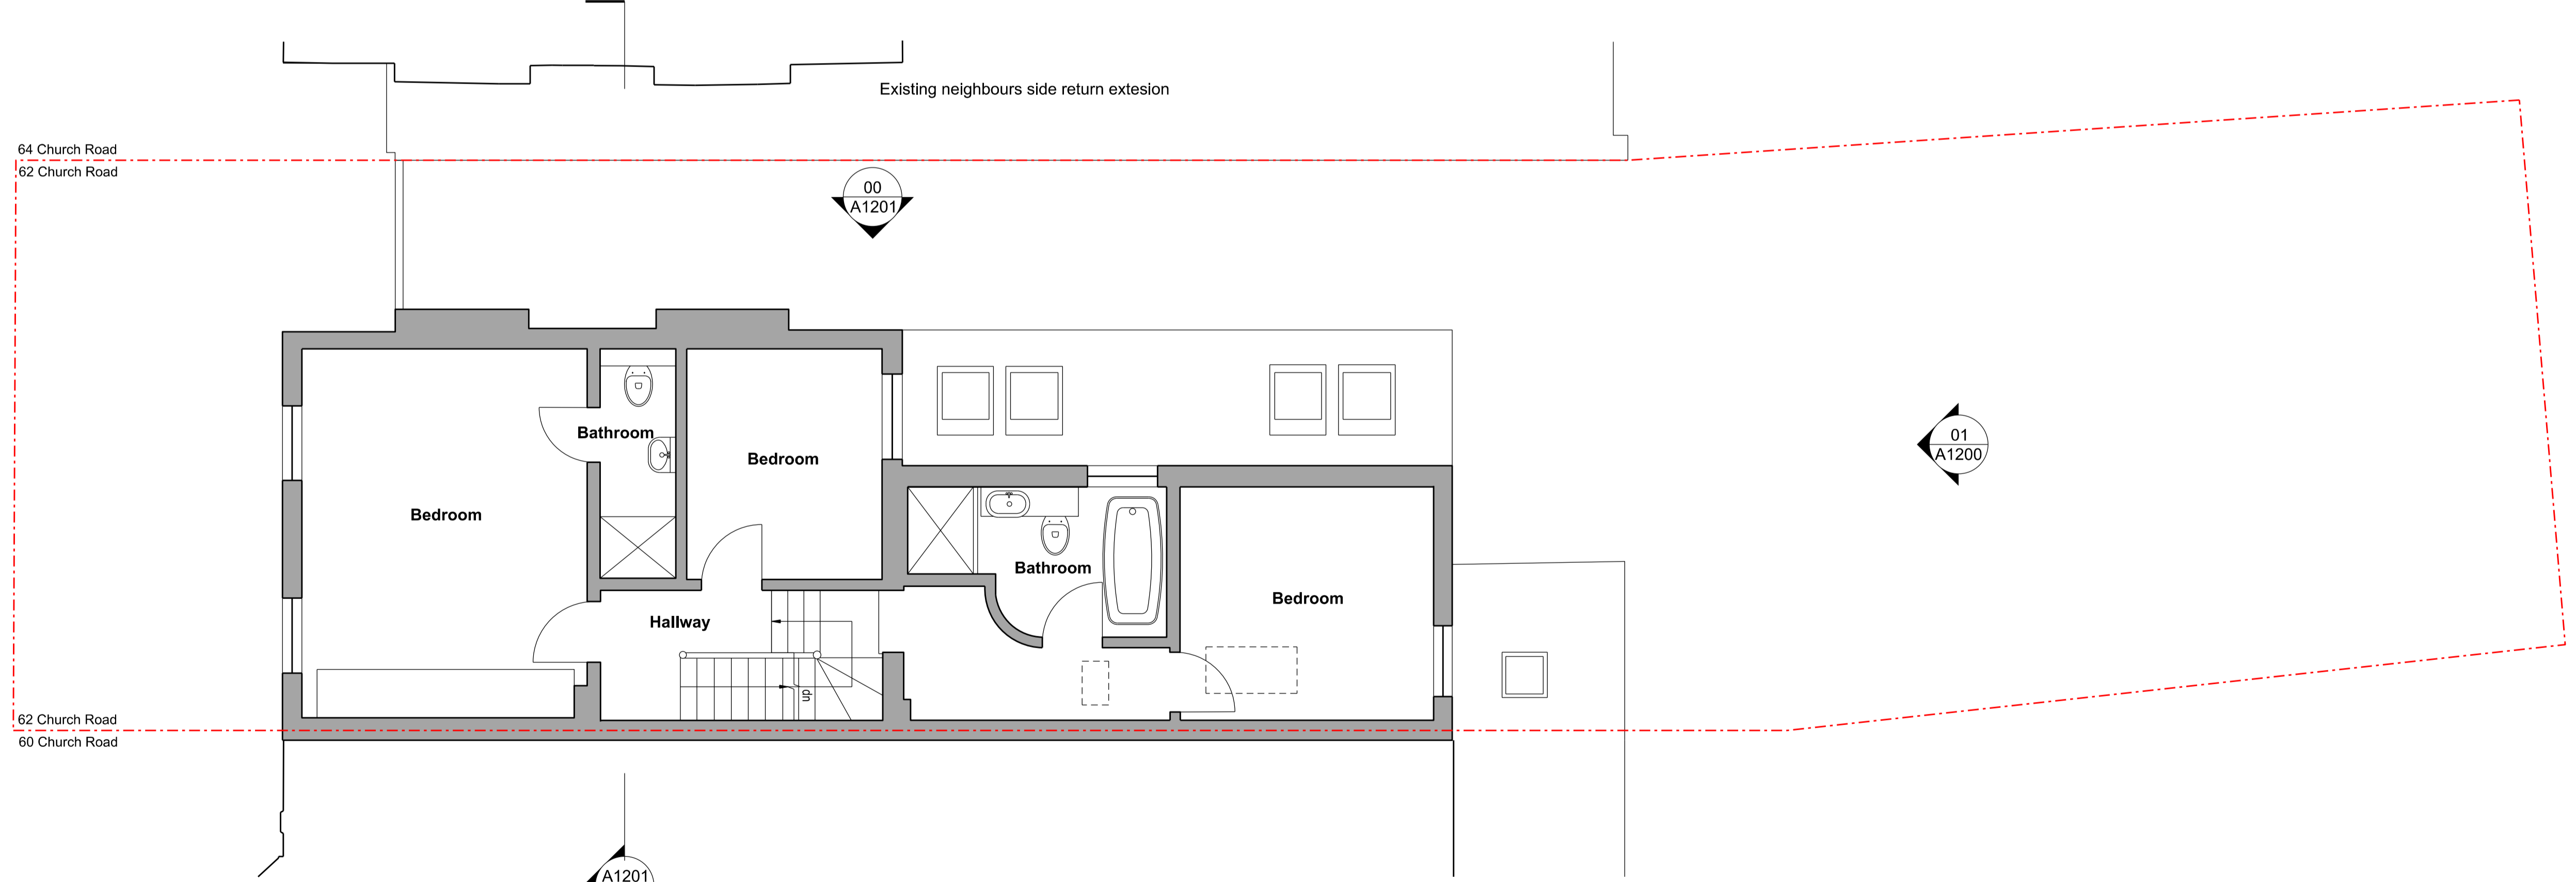 Existing neighbours side return extesion
64 Church Road
62 Church Road
00
A1201
Bathroom
Bedroom
01
A1200
Bedroom
Bathroom
Bedroom
Hallway
up
62 Church Road
60 Church Road
A1201